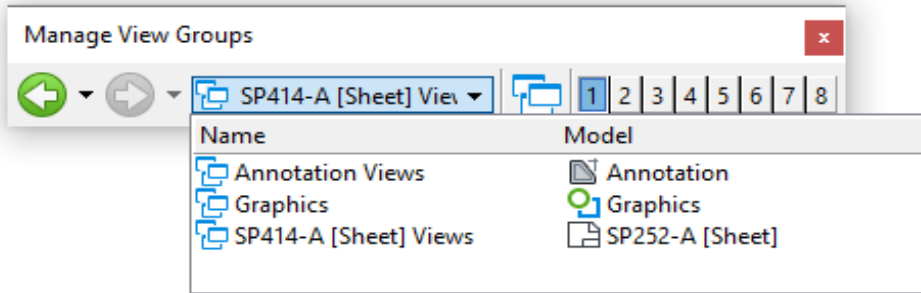 Manage View Groups
x
SP414-A [Sheet] Viev 1 2 3 4 5 6 7 8
Name Model
Annotation Views Annotation
Graphics Graphics
SP414-A [Sheet] Views SP252-A [Sheet]